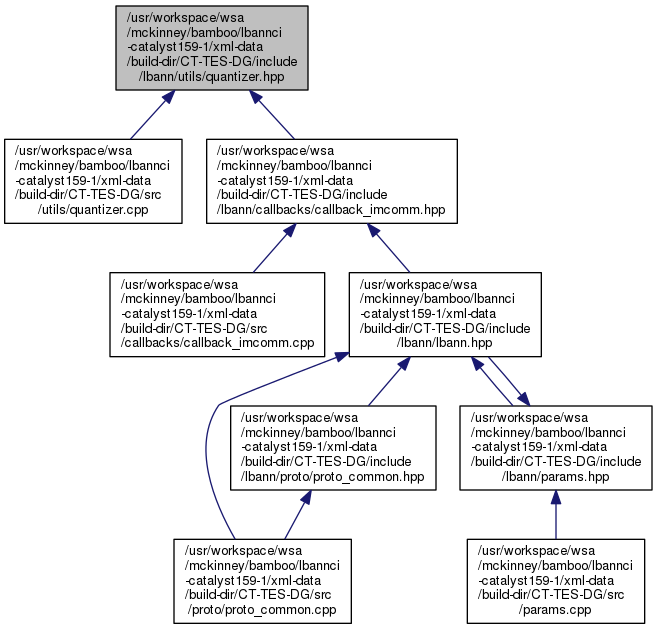 /usr/workspace/wsa
/mckinney/bamboo/lbannci
-catalyst159-1/xml-data
/build-dir/CT-TES-DG/include
/lbann/utils/quantizer.hpp
/usr/workspace/wsa
/mckinney/bamboo/lbannci
-catalyst159-1/xml-data
/build-dir/CT-TES-DG/src
/utils/quantizer.cpp
/usr/workspace/wsa
/mckinney/bamboo/lbannci
-catalyst159-1/xml-data
/build-dir/CT-TES-DG/include
/lbann/callbacks/callback_imcomm.hpp
/usr/workspace/wsa
/mckinney/bamboo/lbannci
-catalyst159-1/xml-data
/build-dir/CT-TES-DG/src
/callbacks/callback_imcomm.cpp
/usr/workspace/wsa
/mckinney/bamboo/lbannci
-catalyst159-1/xml-data
/build-dir/CT-TES-DG/include
/lbann/lbann.hpp
/usr/workspace/wsa
/mckinney/bamboo/lbannci
-catalyst159-1/xml-data
/build-dir/CT-TES-DG/include
/lbann/proto/proto_common.hpp
/usr/workspace/wsa
/mckinney/bamboo/lbannci
-catalyst159-1/xml-data
/build-dir/CT-TES-DG/include
/lbann/params.hpp
/usr/workspace/wsa
/mckinney/bamboo/lbannci
-catalyst159-1/xml-data
/build-dir/CT-TES-DG/src
/proto/proto_common.cpp
/usr/workspace/wsa
/mckinney/bamboo/lbannci
-catalyst159-1/xml-data
/build-dir/CT-TES-DG/src
/params.cpp